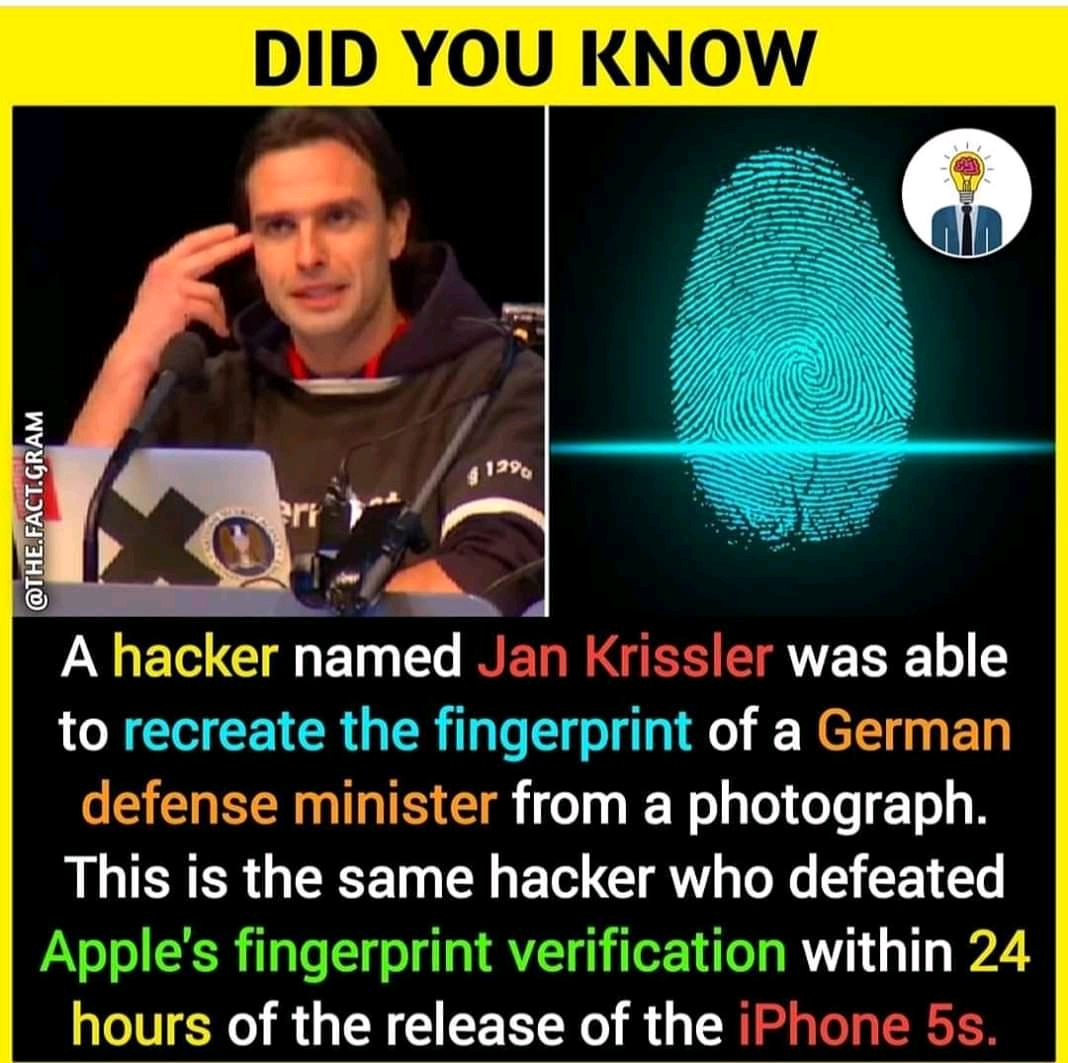 DID YOU KNOW
@THE.FACT.GRAM
§ 129a
A hacker named Jan Krissler was able
to recreate the fingerprint of a German
defense minister from a photograph.
This is the same hacker who defeated
Apple's fingerprint verification within 24
hours of the release of the iPhone 5s.